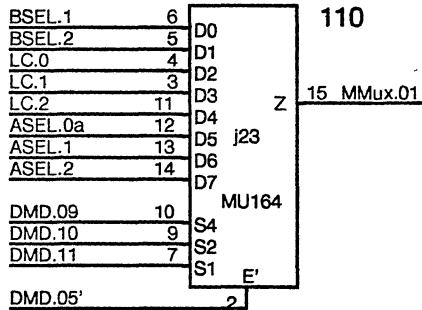 110
BSEL.1 6 D0
BSEL.2 5 D1
LC.0 4 D2
LC.1 3 D3
LC.2 11 D4
ASEL.0a 12 D5
ASEL.1 13 D6
ASEL.2 14 D7
Z 15 MMux.01
j23
MU164
DMD.09 10 S4
DMD.10 9 S2
DMD.11 7 S1
E'
DMD.05' 2